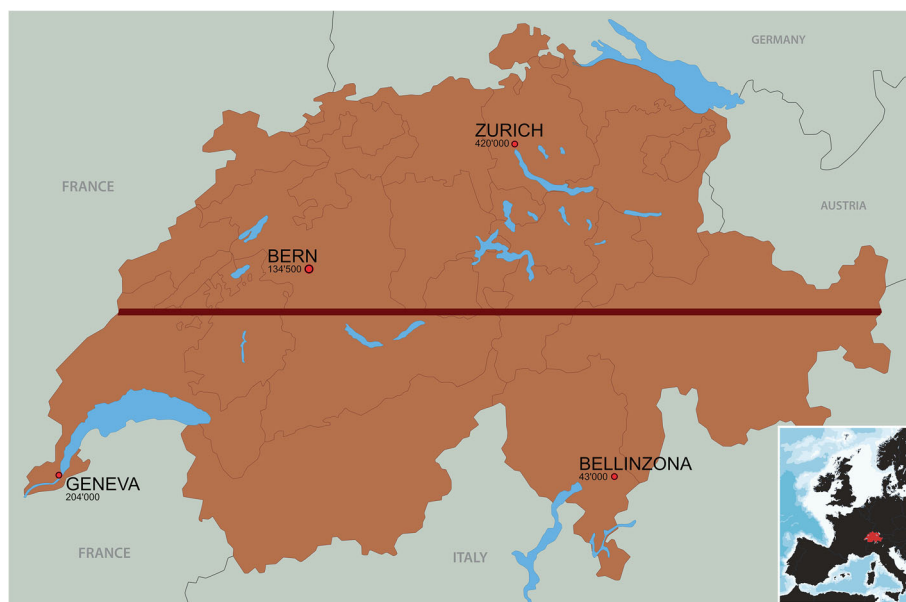 GERMANY
ZURICH
420'000
FRANCE
AUSTRIA
BERN
134'500
BELLINZONA
43'000
GENEVA
204'000
FRANCE
ITALY